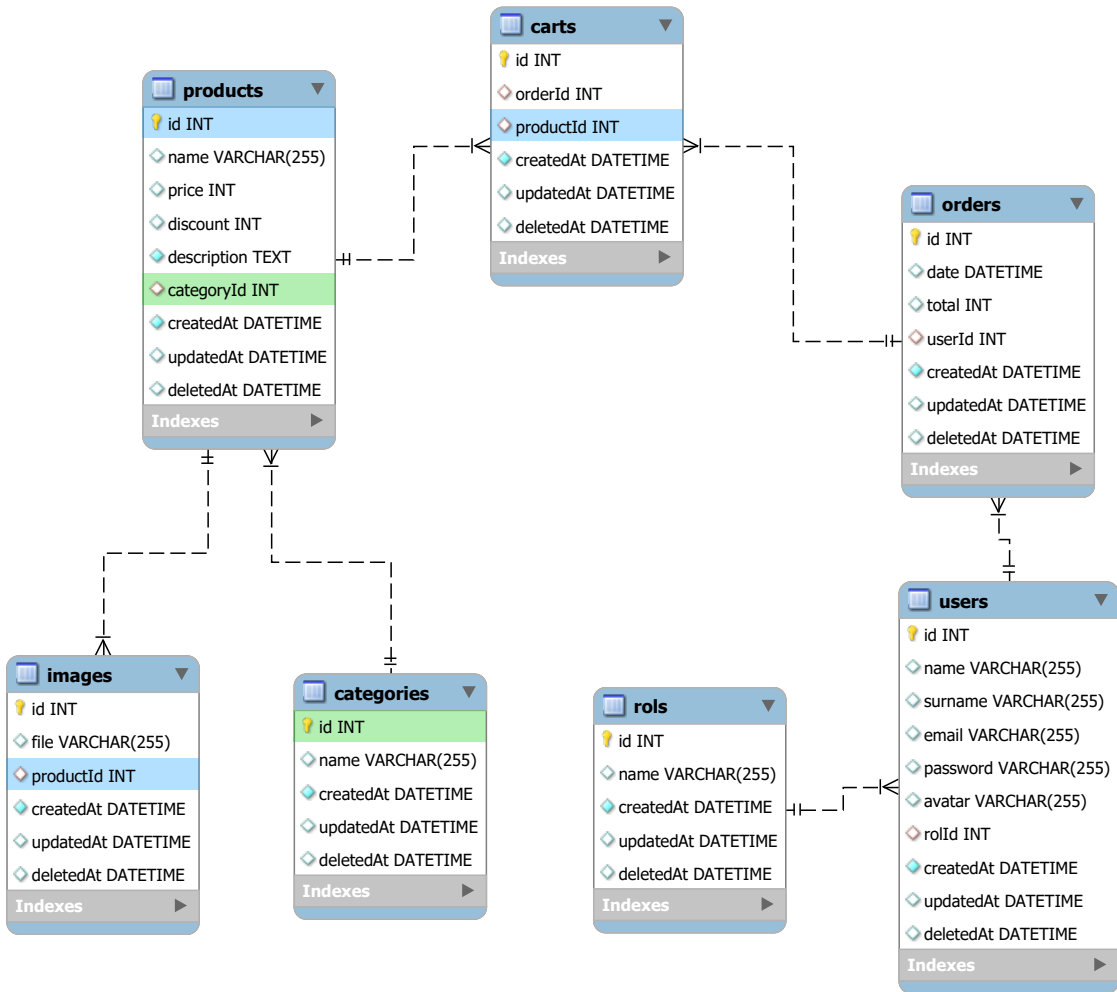 carts
id INT
orderId INT
productId INT
createdAt DATETIME
updatedAt DATETIME
deletedAt DATETIME
Indexes
products
id INT
name VARCHAR(255)
price INT
discount INT
description TEXT
categoryId INT
createdAt DATETIME
updatedAt DATETIME
deletedAt DATETIME
Indexes
orders
id INT
date DATETIME
total INT
userId INT
createdAt DATETIME
updatedAt DATETIME
deletedAt DATETIME
Indexes
images
id INT
file VARCHAR(255)
productId INT
createdAt DATETIME
updatedAt DATETIME
deletedAt DATETIME
Indexes
categories
id INT
name VARCHAR(255)
createdAt DATETIME
updatedAt DATETIME
deletedAt DATETIME
Indexes
rols
id INT
name VARCHAR(255)
createdAt DATETIME
updatedAt DATETIME
deletedAt DATETIME
Indexes
users
id INT
name VARCHAR(255)
surname VARCHAR(255)
email VARCHAR(255)
password VARCHAR(255)
avatar VARCHAR(255)
rolId INT
createdAt DATETIME
updatedAt DATETIME
deletedAt DATETIME
Indexes